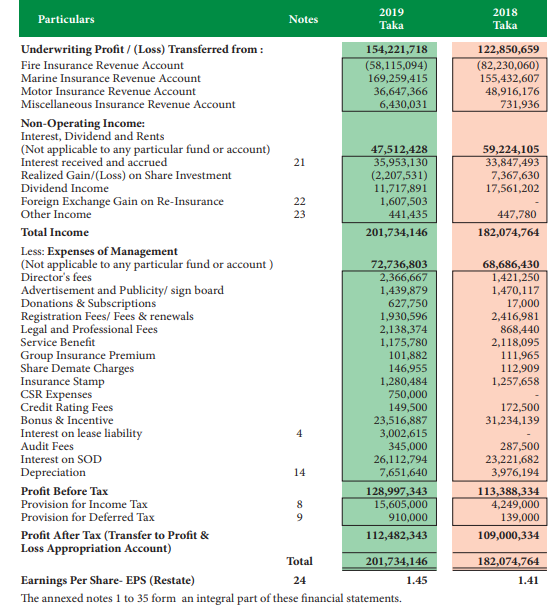 Particulars Notes 2019 Taka 2018 Taka
Underwriting Profit / (Loss) Transferred from : 154,221,718 122,850,659
Fire Insurance Revenue Account (58,115,094) (82,230,060)
Marine Insurance Revenue Account 169,259,415 155,432,607
Motor Insurance Revenue Account 36,647,366 48,916,176
Miscellaneous Insurance Revenue Account 6,430,031 731,936
Non-Operating Income:
Interest, Dividend and Rents
(Not applicable to any particular fund or account) 47,512,428 59,224,105
Interest received and accrued 21 35,953,130 33,847,493
Realized Gain/(Loss) on Share Investment (2,207,531) 7,367,630
Dividend Income 11,717,891 17,561,202
Foreign Exchange Gain on Re-Insurance 22 1,607,503 -
Other Income 23 441,435 447,780
Total Income 201,734,146 182,074,764
Less: Expenses of Management
(Not applicable to any particular fund or account ) 72,736,803 68,686,430
Director's fees 2,366,667 1,421,250
Advertisement and Publicity/ sign board 1,439,879 1,470,117
Donations & Subscriptions 627,750 17,000
Registration Fees/ Fees & renewals 1,930,596 2,416,981
Legal and Professional Fees 2,138,374 868,440
Service Benefit 1,175,780 2,118,095
Group Insurance Premium 101,882 111,965
Share Demate Charges 146,955 112,909
Insurance Stamp 1,280,484 1,257,658
CSR Expenses 750,000
Credit Rating Fees 149,500 172,500
Bonus & Incentive 23,516,887 31,234,139
Interest on lease liability 4 3,002,615 -
Audit Fees 345,000 287,500
Interest on SOD 26,112,794 23,221,682
Depreciation 14 7,651,640 3,976,194
Profit Before Tax 128,997,343 113,388,334
Provision for Income Tax 8 15,605,000 4,249,000
Provision for Deferred Tax 9 910,000 139,000
Profit After Tax (Transfer to Profit & 112,482,343 109,000,334
Loss Appropriation Account)
Total 201,734,146 182,074,764
Earnings Per Share- EPS (Restate) 24 1.45 1.41
The annexed notes 1 to 35 form an integral part of these financial statements.